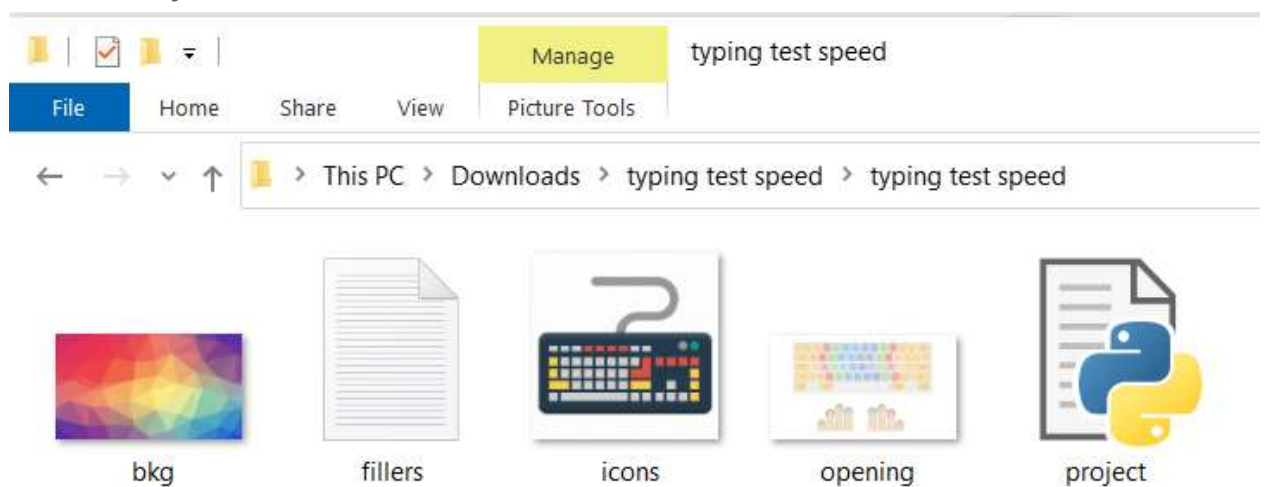 Manage typing test speed
File Home Share View Picture Tools
This PC > Downloads > typing test speed > typing test speed
bkg fillers icons opening project